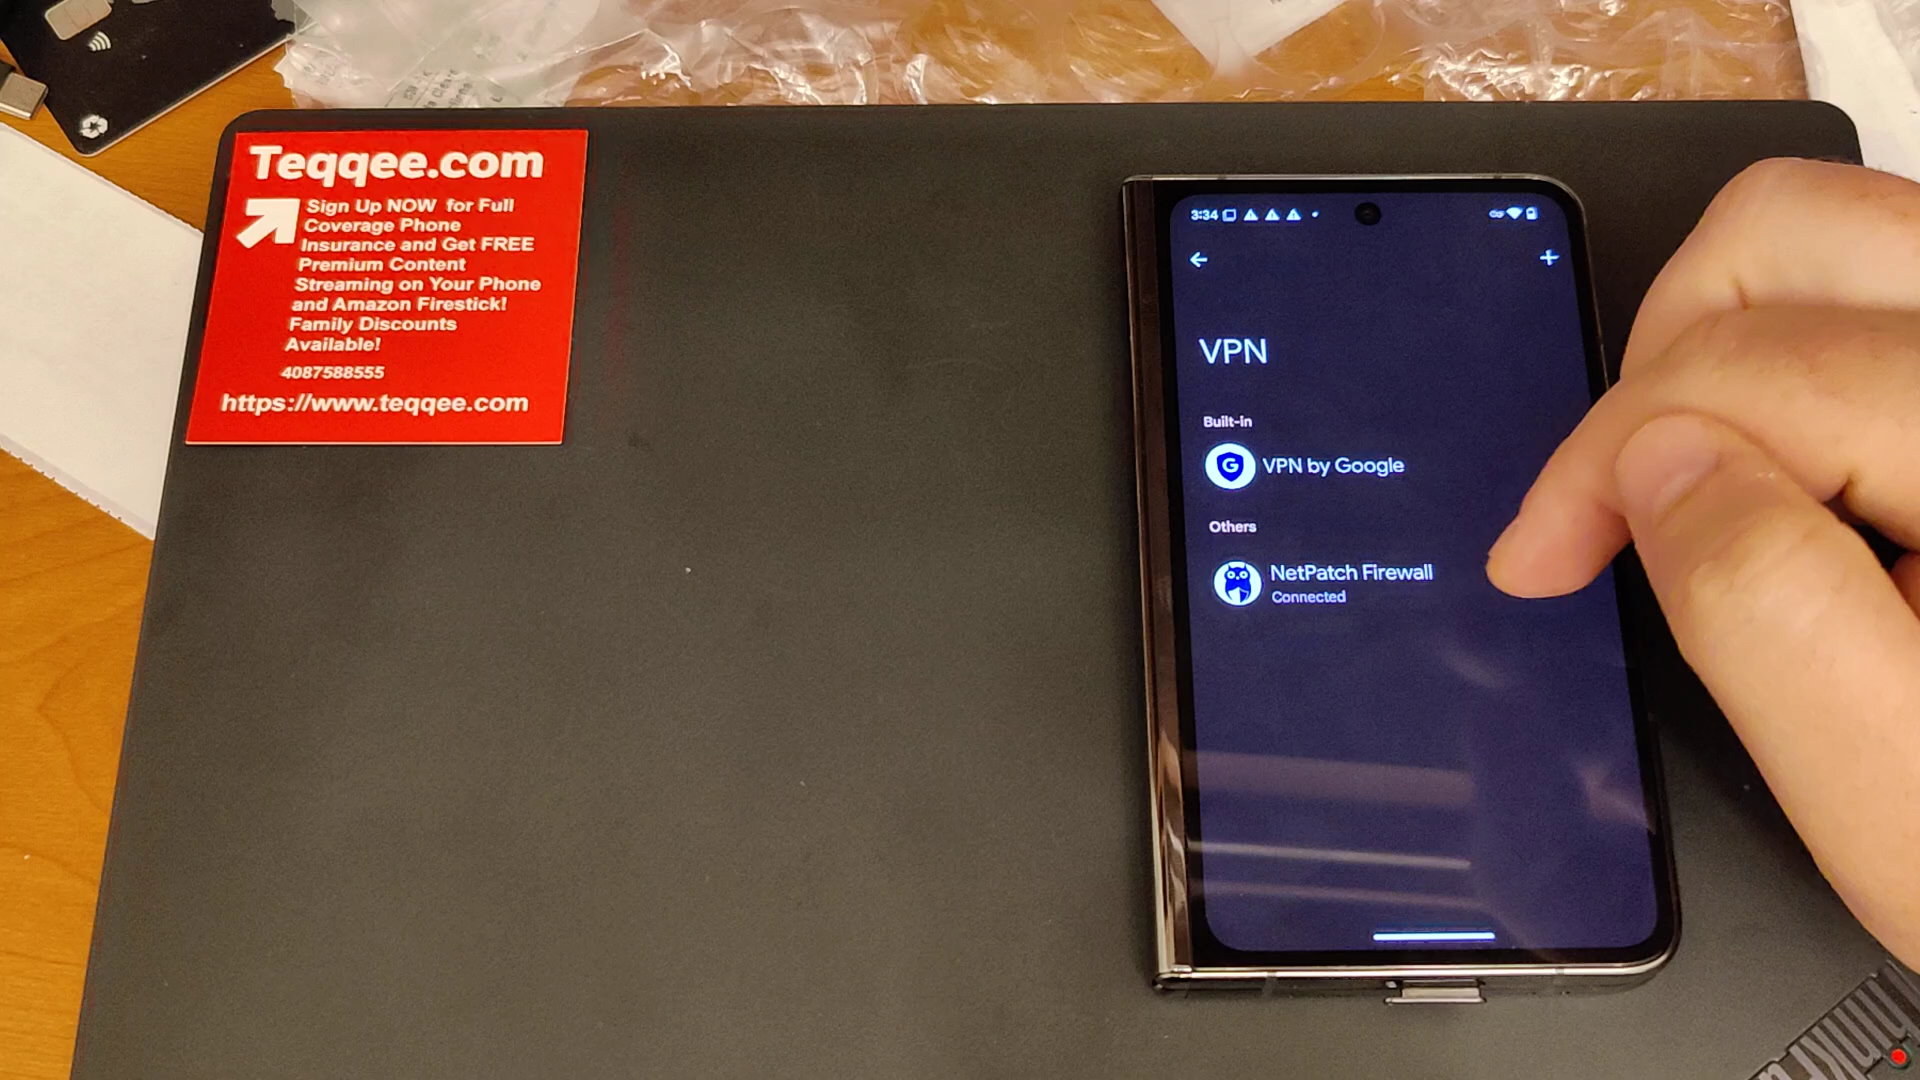 Teqqee.com
Sign Up NOW for Full
Coverage Phone
Insurance and Get FREE
Premium Content
Streaming on Your Phone
and Amazon Firestick!
Family Discounts
Available!
4087588555
https://www.teqqee.com
3:34
VPN
Built-in
G
VPN by Google
Others
NetPatch Firewall
Connected